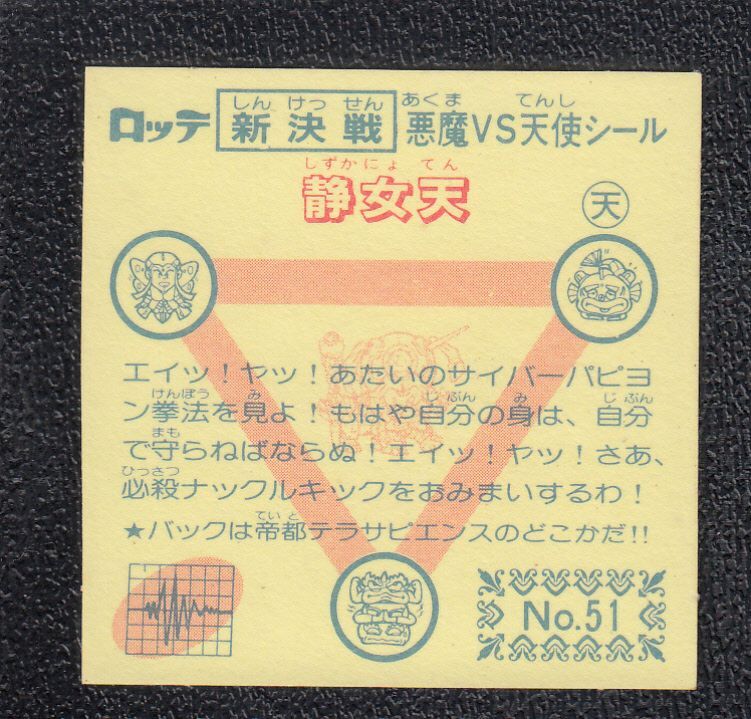 ロッテ 新決戦 悪魔VS天使シール
しん けっ せん あくま てんし
しずかにょ てん
静女天
天
エイッ！ヤッ！あたいのサイバーパピヨ
けんぽう み じぶん み じぶん
ン拳法を見よ！もはや自分の身は、自分
まも
で守らねばならぬ！エイッ！ヤッ！さあ、
ひっさつ
必殺ナックルキックをおみまいするわ！
ていと
★バックは帝都テラサピエンスのどこかだ!!
No.51